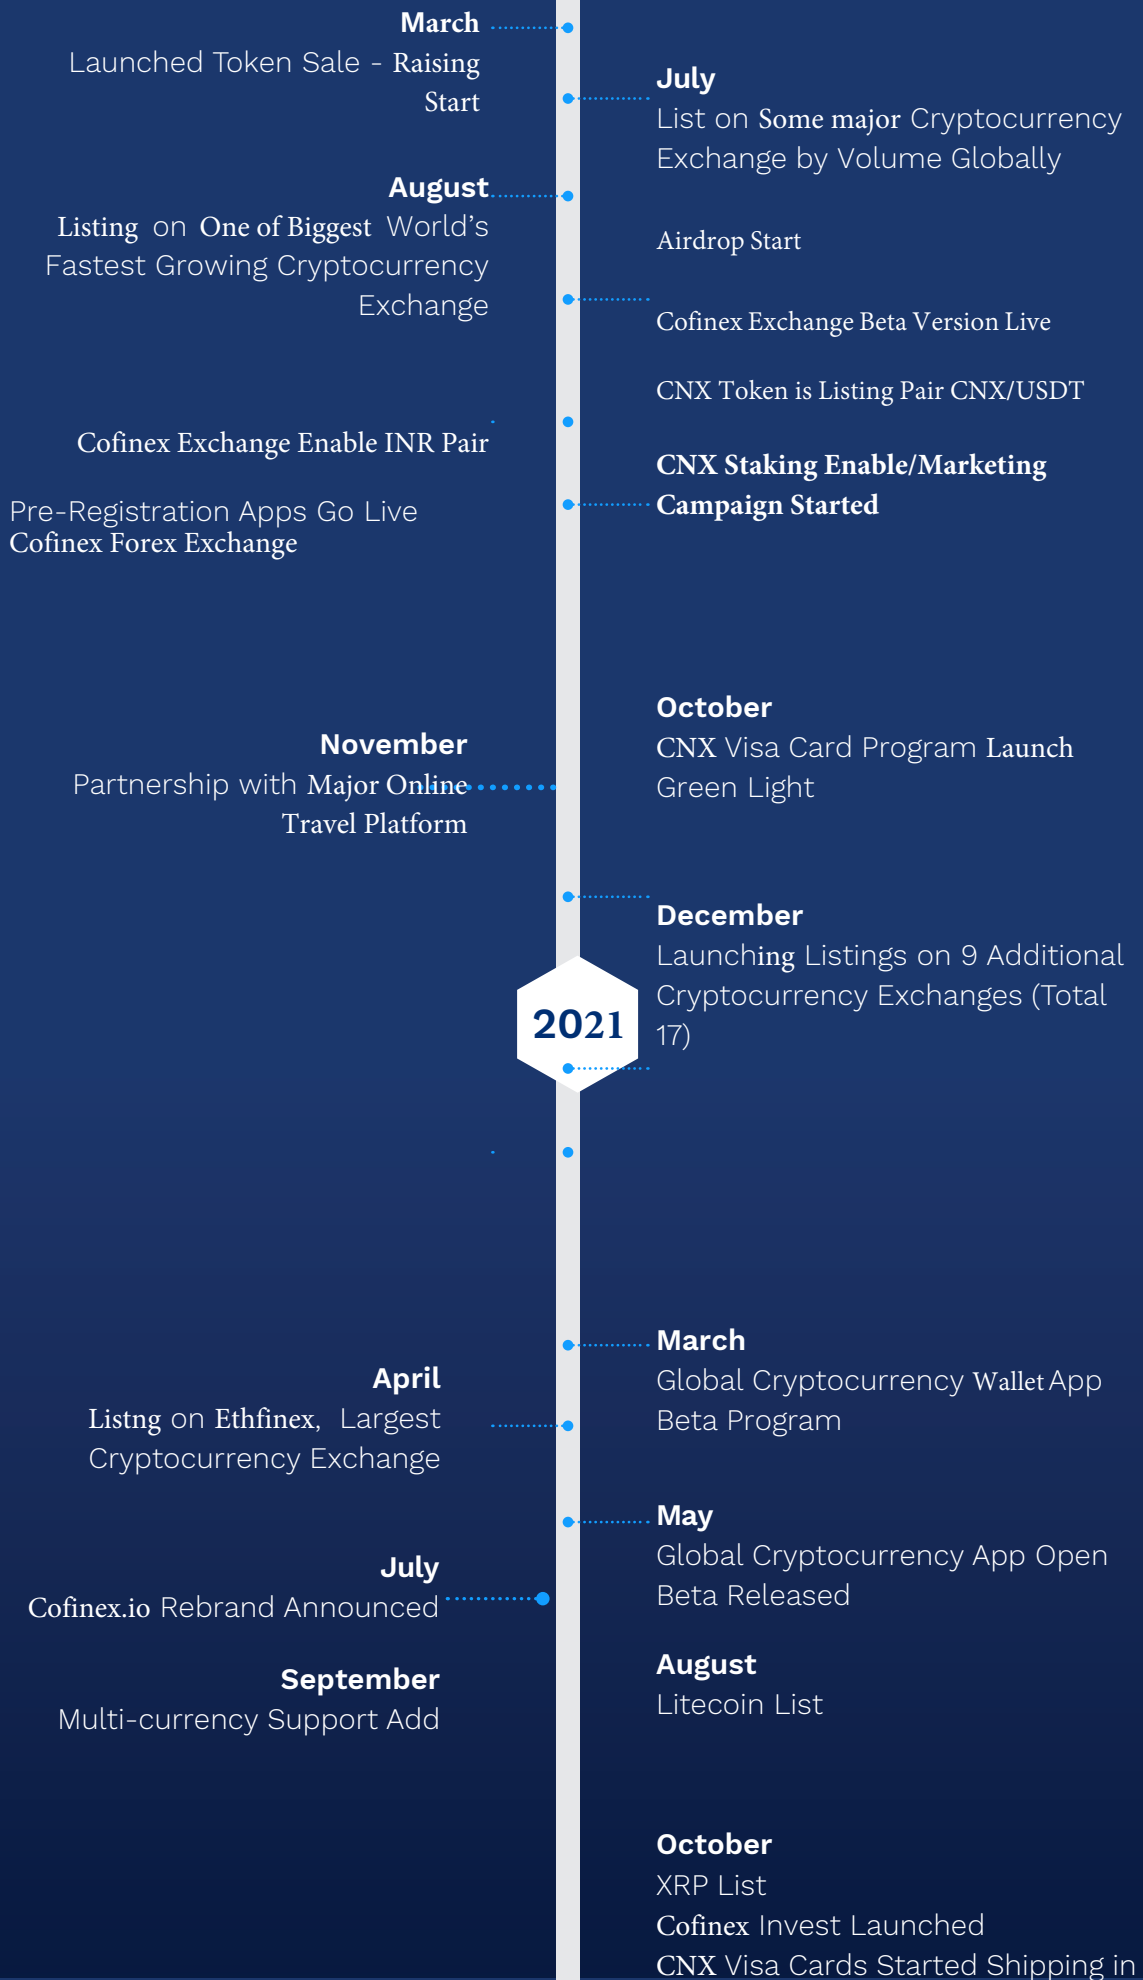 March
Launched Token Sale - Raising
Start
July
List on Some major Cryptocurrency
Exchange by Volume Globally
August
Listing on One of Biggest World's
Fastest Growing Cryptocurrency
Exchange
Airdrop Start
Cofinex Exchange Beta Version Live
CNX Token is Listing Pair CNX/USDT
Cofinex Exchange Enable INR Pair
CNX Staking Enable/Marketing
Campaign Started
Pre-Registration Apps Go Live
Cofinex Forex Exchange
October
CNX Visa Card Program Launch
Green Light
November
Partnership with Major Online
Travel Platform
December
Launching Listings on 9 Additional
Cryptocurrency Exchanges (Total
17)
2021
March
Global Cryptocurrency Wallet App
Beta Program
April
Listng on Ethfinex, Largest
Cryptocurrency Exchange
May
Global Cryptocurrency App Open
Beta Released
July
Cofinex.io Rebrand Announced
August
Litecoin List
September
Multi-currency Support Add
October
XRP List
Cofinex Invest Launched
CNX Visa Cards Started Shipping in